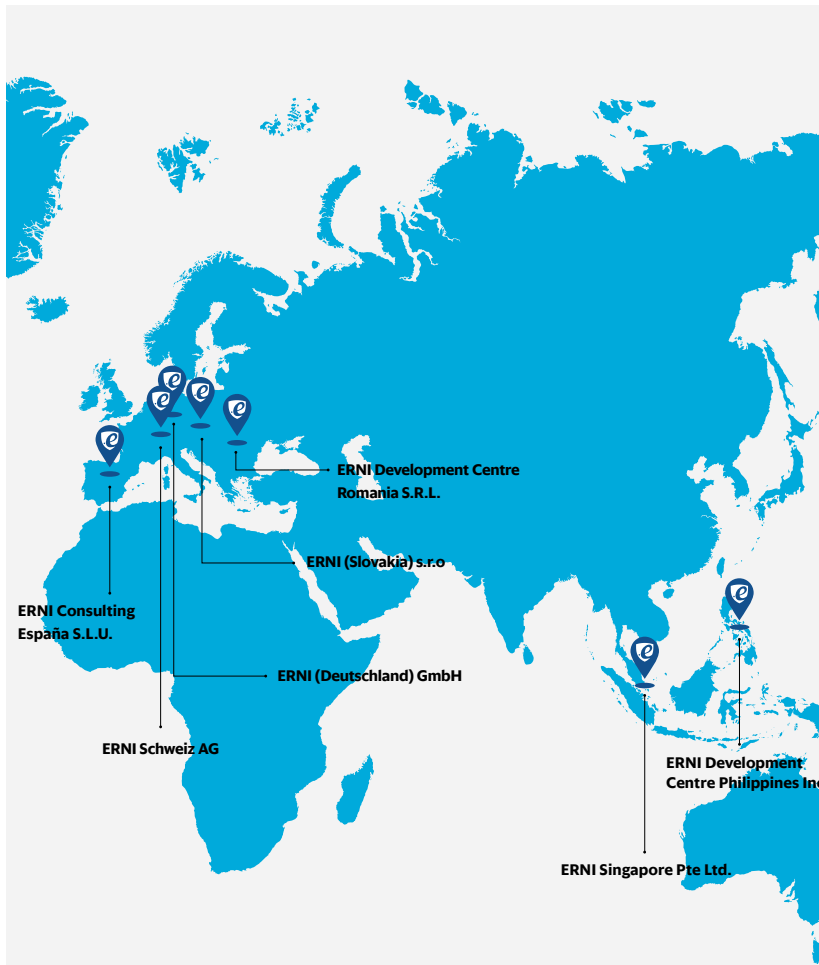 ERNI Development Centre
Romania S.R.L.
ERNI (Slovakia) s.r.o
ERNI Consulting
España S.L.U.
ERNI (Deutschland) GmbH
ERNI Schweiz AG
ERNI Development
Centre Philippines Inc
ERNI Singapore Pte Ltd.